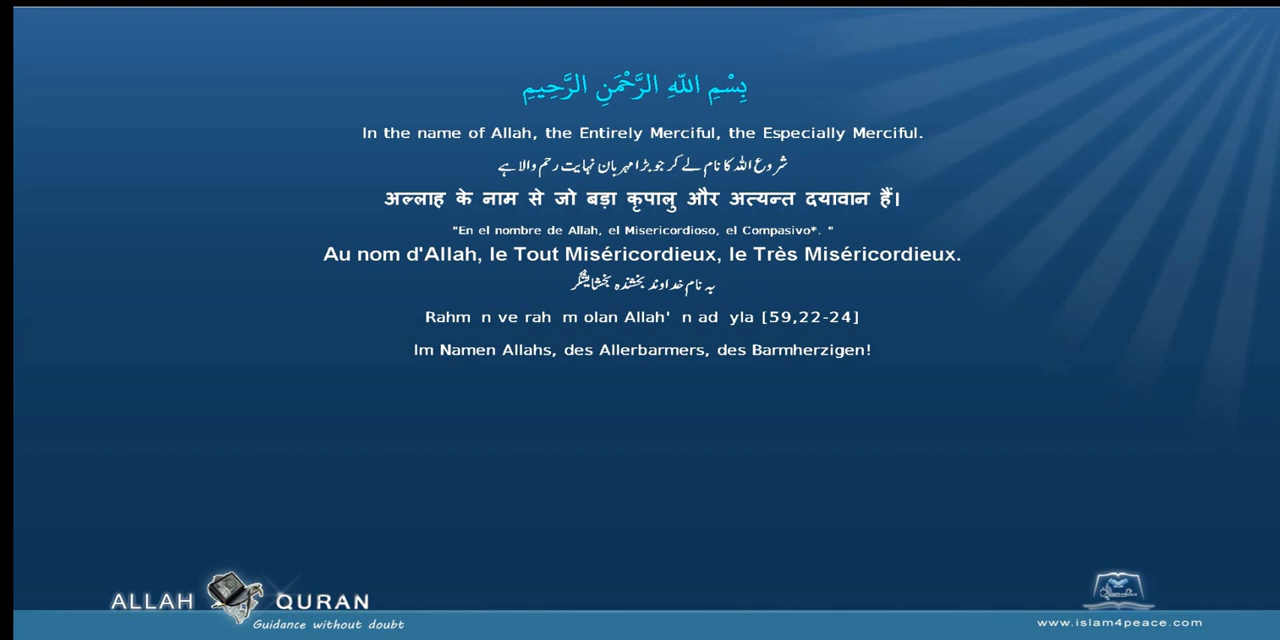 بِسْمِ اللّهِ الرَّحْمَنِ الرَّحِيمِ
In the name of Allah, the Entirely Merciful, the Especially Merciful.
شروع اللہ کا نام لے کر جو بڑا مہربان نہایت رحم والا ہے
अल्लाह के नाम से जो बड़ा कृपालु और अत्यन्त दयावान हैं।
"En el nombre de Allah, el Misericordioso, el Compasivo*. "
Au nom d'Allah, le Tout Miséricordieux, le Très Miséricordieux.
به نام خداوند بخشنده بخشایشگر
Rahm n ve rah m olan Allah' n ad yla [59,22-24]
Im Namen Allahs, des Allerbarmers, des Barmherzigen!
ALLAH QURAN
Guidance without doubt
www.islam4peace.com